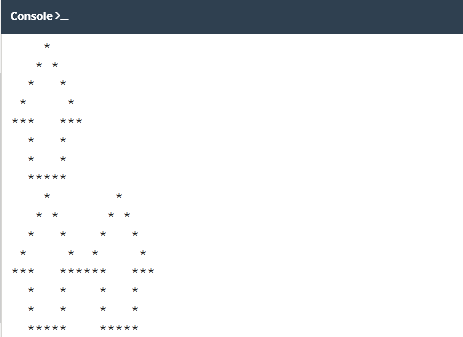 Console >_
    *
   * *
  *   *
 *     *
***   ***
  *   *
  *   *
  *****
    *        *
   * *      * *
  *   *    *   *
 *     *  *     *
***   ******   ***
  *   *    *   *
  *   *    *   *
  *****    *****